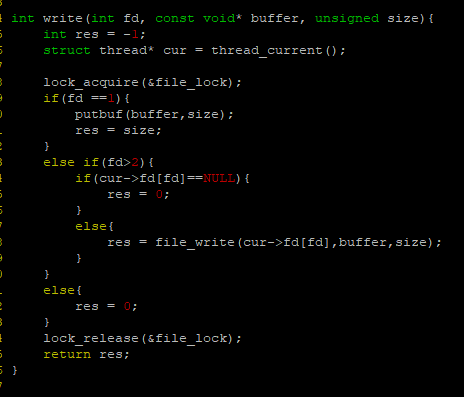 int write(int fd, const void* buffer, unsigned size){
    int res = -1;
    struct thread* cur = thread_current();

    lock_acquire(&file_lock);
    if(fd ==1){
        putbuf(buffer,size);
        res = size;
    }
    else if(fd>2){
        if(cur->fd[fd]==NULL){
            res = 0;
        }
        else{
            res = file_write(cur->fd[fd],buffer,size);
        }
    }
    else{
        res = 0;
    }
    lock_release(&file_lock);
    return res;
}